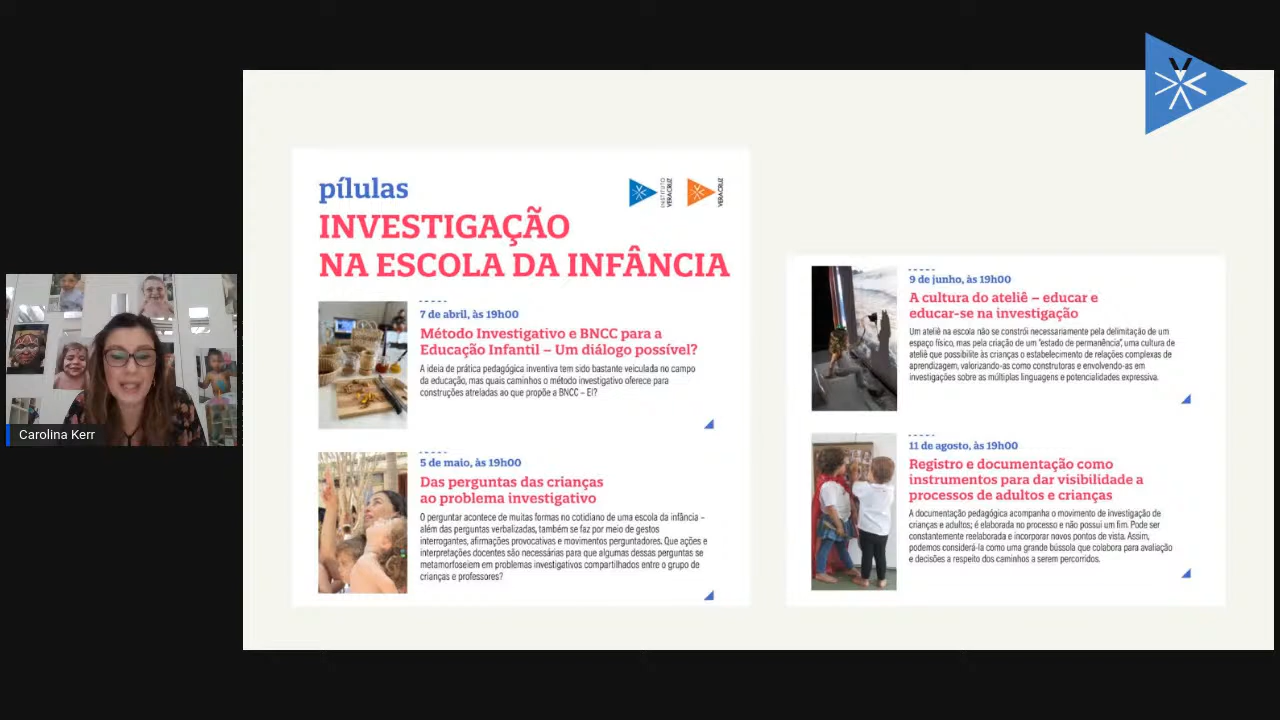 pílulas
INVESTIGAÇÃO
NA ESCOLA DA INFÂNCIA
INSTITUTO
VERACRUZ
VERACRUZ
7 de abril, às 19h00
Método Investigativo e BNCC para a
Educação Infantil – Um diálogo possível?
A ideia de prática pedagógica inventiva tem sido bastante veiculada no campo
da educação, mas quais caminhos o método investigativo oferece para
construções atreladas ao que propõe a BNCC – EI?
5 de maio, às 19h00
Das perguntas das crianças
ao problema investigativo
O perguntar acontece de muitas formas no cotidiano de uma escola da infância –
além das perguntas verbalizadas, também se faz por meio de gestos
interrogantes, afirmações provocativas e movimentos perguntadores. Que ações e
interpretações docentes são necessárias para que algumas dessas perguntas se
metamorfoseiem em problemas investigativos compartilhados entre o grupo de
crianças e professores?
9 de junho, às 19h00
A cultura do ateliê – educar e
educar-se na investigação
Um ateliê na escola não se constrói necessariamente pela delimitação de um
espaço físico, mas pela criação de um "estado de permanência", uma cultura de
ateliê que possibilite às crianças o estabelecimento de relações complexas de
aprendizagem, valorizando-as como construtoras e envolvendo-as em
investigações sobre as múltiplas linguagens e potencialidades expressiva.
11 de agosto, às 19h00
Registro e documentação como
instrumentos para dar visibilidade a
processos de adultos e crianças
A documentação pedagógica acompanha o movimento de investigação de
crianças e adultos; é elaborada no processo e não possui um fim. Pode ser
constantemente reelaborada e incorporar novos pontos de vista. Assim,
podemos considerá-la como uma grande bússola que colabora para avaliação
e decisões a respeito dos caminhos a serem percorridos.
Carolina Kerr